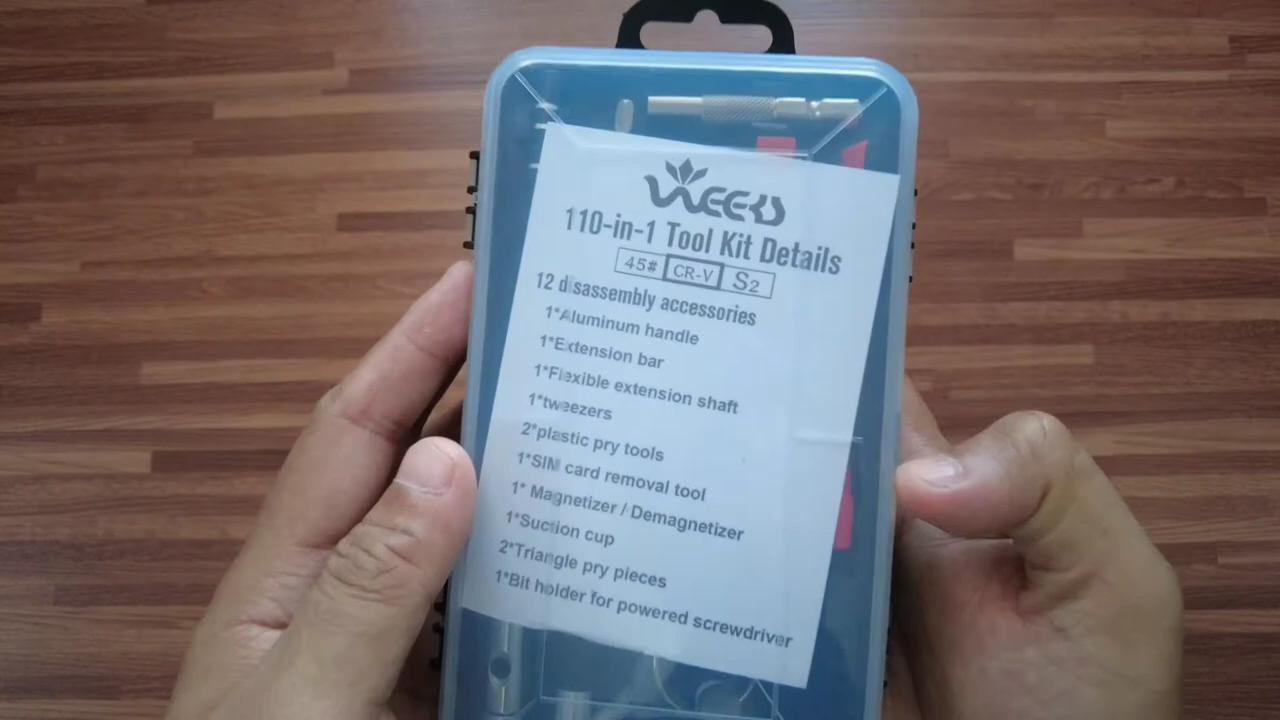 WEEKS
110-in-1 Tool Kit Details
45# CR-V S2
12 disassembly accessories
1*Aluminum handle
1*Extension bar
1*Flexible extension shaft
1*tweezers
2*plastic pry tools
1*SIM card removal tool
1* Magnetizer / Demagnetizer
1*Suction cup
2*Triangle pry pieces
1*Bit holder for powered screwdriver